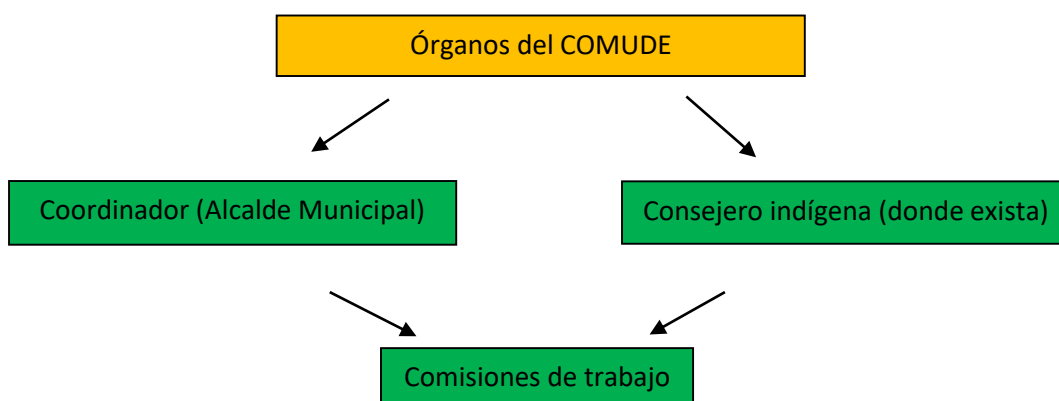 Órganos del COMUDE
Coordinador (Alcalde Municipal)
Consejero indígena (donde exista)
Comisiones de trabajo